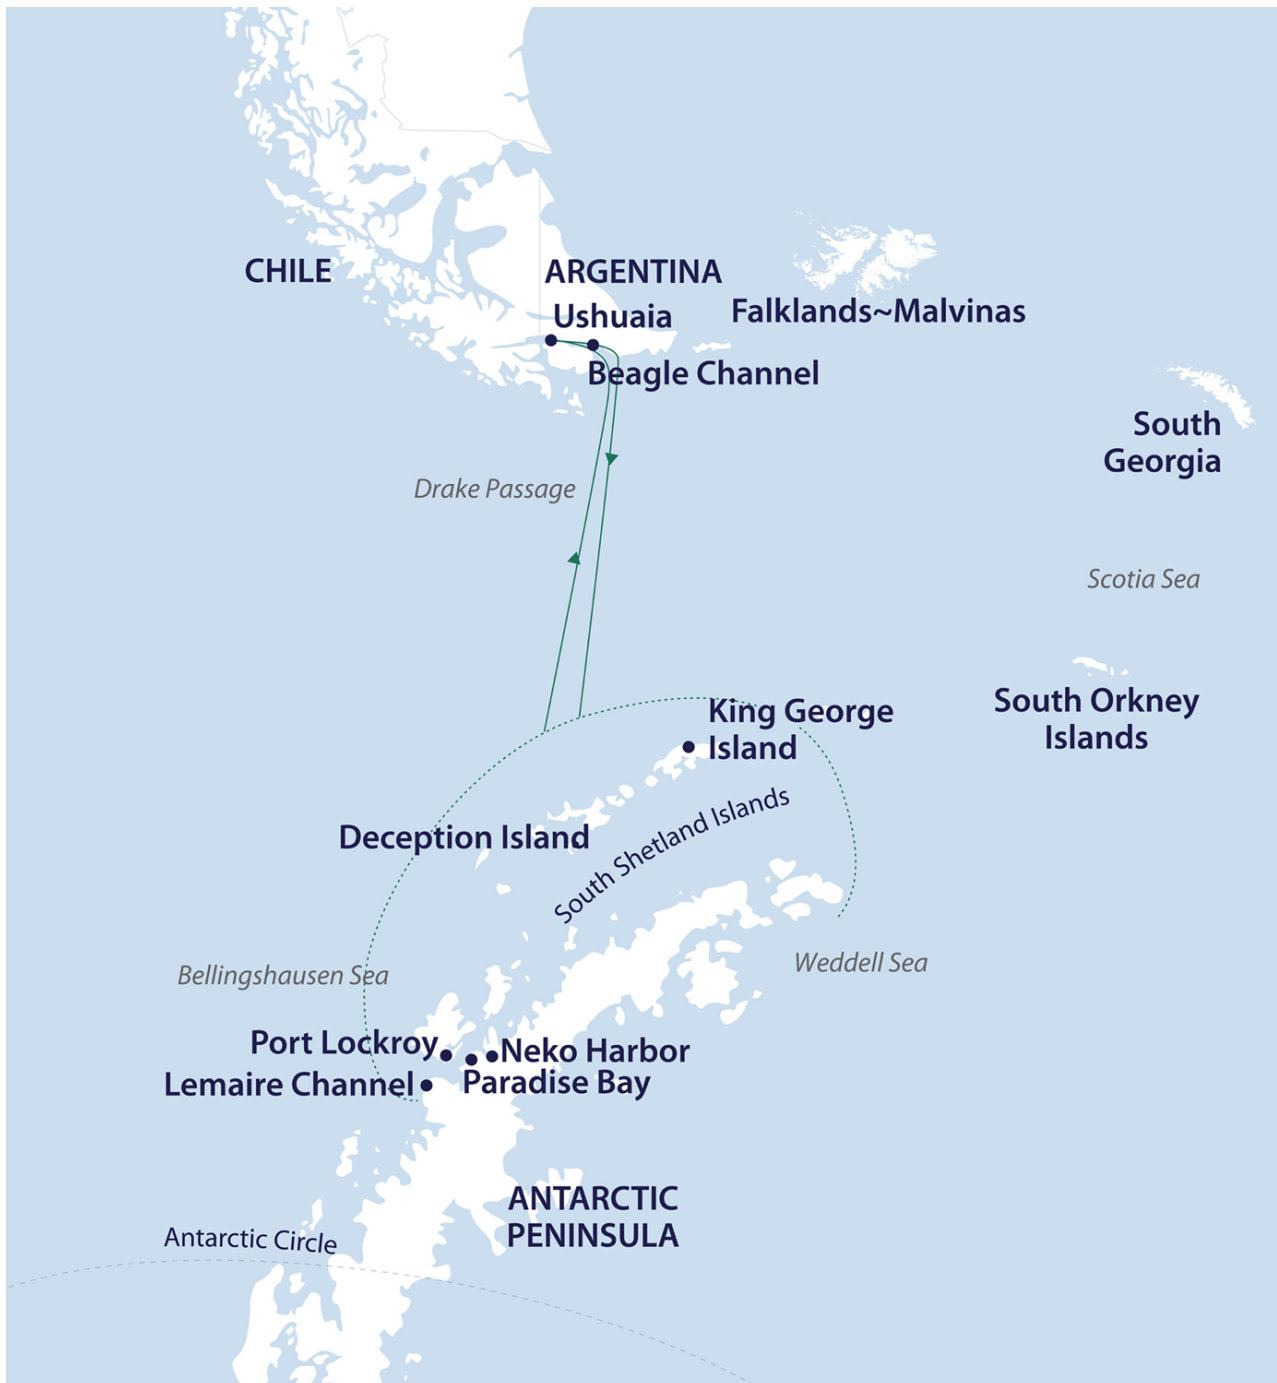 CHILE
ARGENTINA
Ushuaia
Falklands~Malvinas
Beagle Channel
South
Georgia
Drake Passage
Scotia Sea
King George
Island
South Orkney
Islands
Deception Island
South Shetland Islands
Bellingshausen Sea
Weddell Sea
Port Lockroy
Neko Harbor
Lemaire Channel
Paradise Bay
ANTARCTIC
PENINSULA
Antarctic Circle